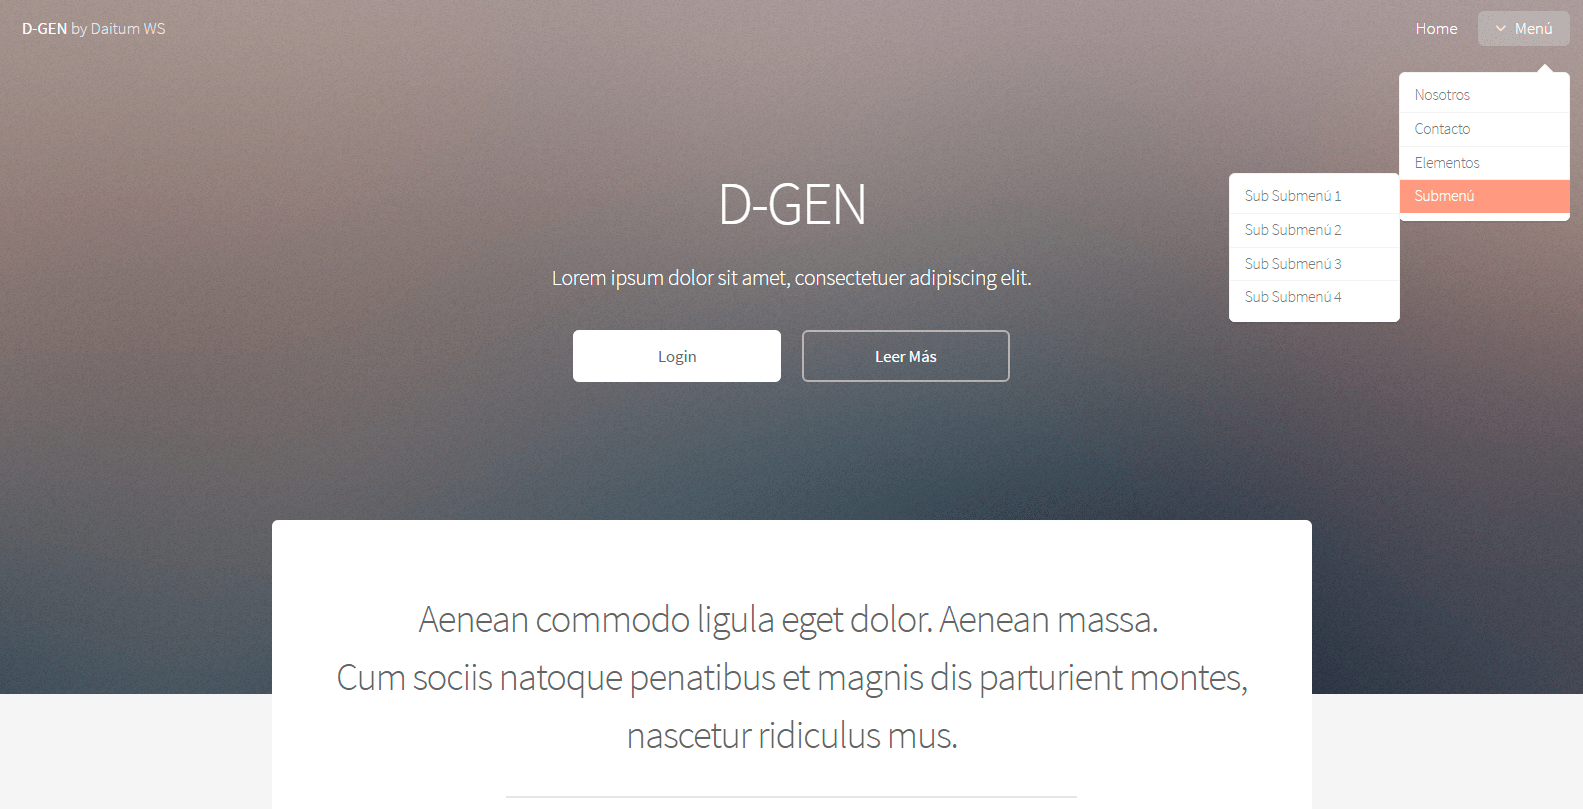 D-GEN by Daitum WS
Home
Menú
Nosotros
Contacto
Elementos
Submenú
Sub Submenú 1
Sub Submenú 2
Sub Submenú 3
Sub Submenú 4
D-GEN
Lorem ipsum dolor sit amet, consectetuer adipiscing elit.
Login
Leer Más
Aenean commodo ligula eget dolor. Aenean massa.
Cum sociis natoque penatibus et magnis dis parturient montes,
nascetur ridiculus mus.